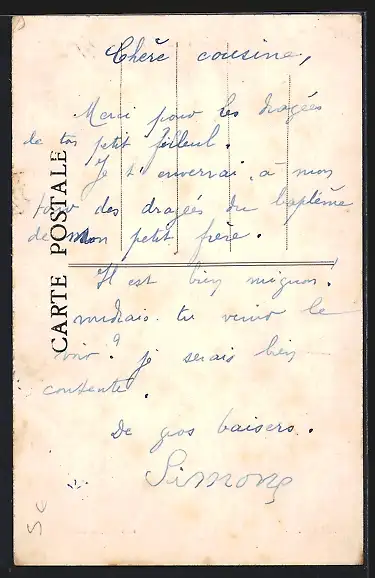 Chère cousine,
Merci pour les dragées
de ton petit filleul.
Je t'enverrai, à mon
tour des dragées du baptême
de mon petit frère.
Il est bien mignon.
viendrais tu venir le
voir ? je serais bien
contente.
De gros baisers.
Simone
CARTE POSTALE